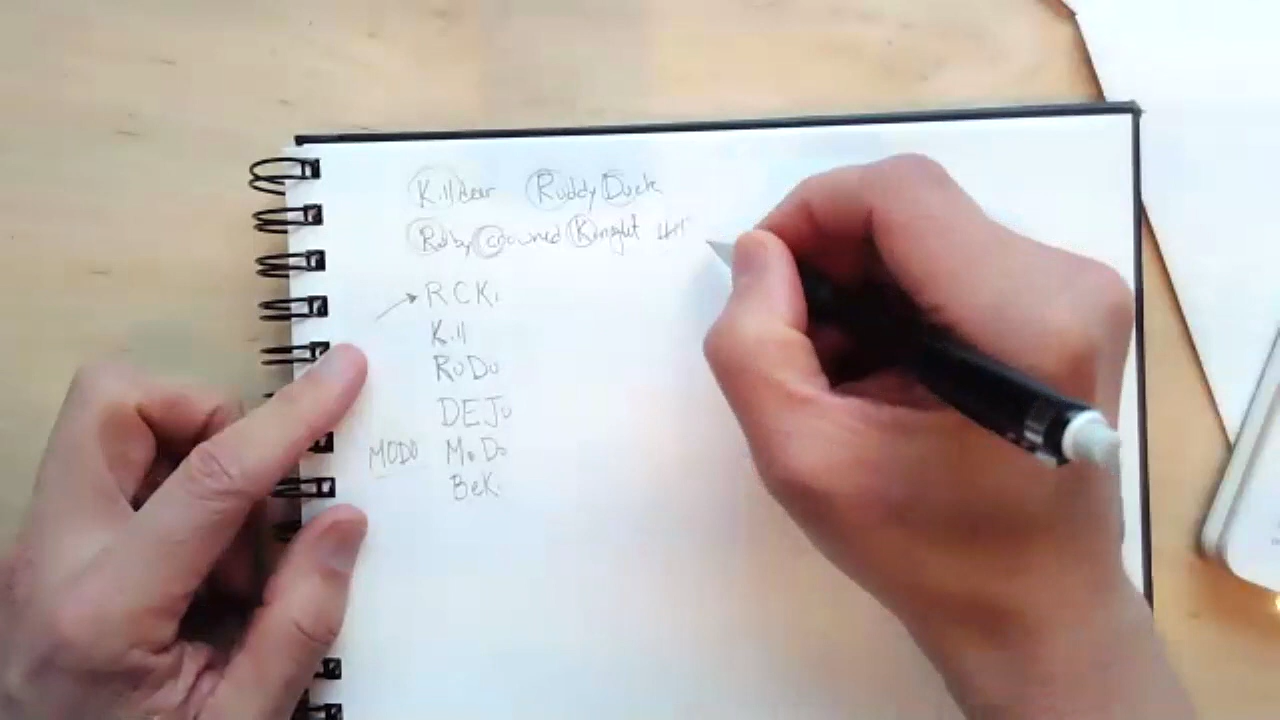 Killdeer Ruddy Duck
Ruby crowned Kinglet
RCKi
Kill
RuDu
DEJu
MODO MoDo
BeKi